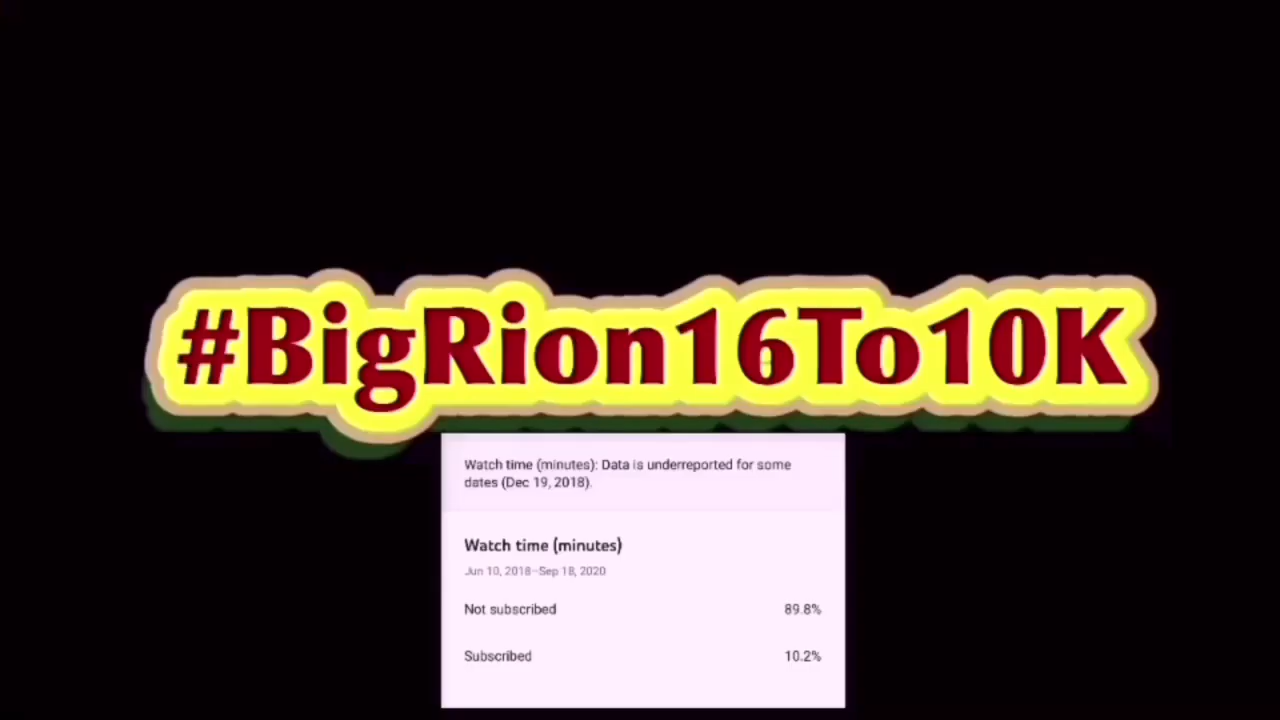 #BigRion16To10K
Watch time (minutes): Data is underreported for some
dates (Dec 19, 2018).
Watch time (minutes)
Jun 10, 2018–Sep 18, 2020
Not subscribed 89.8%
Subscribed 10.2%